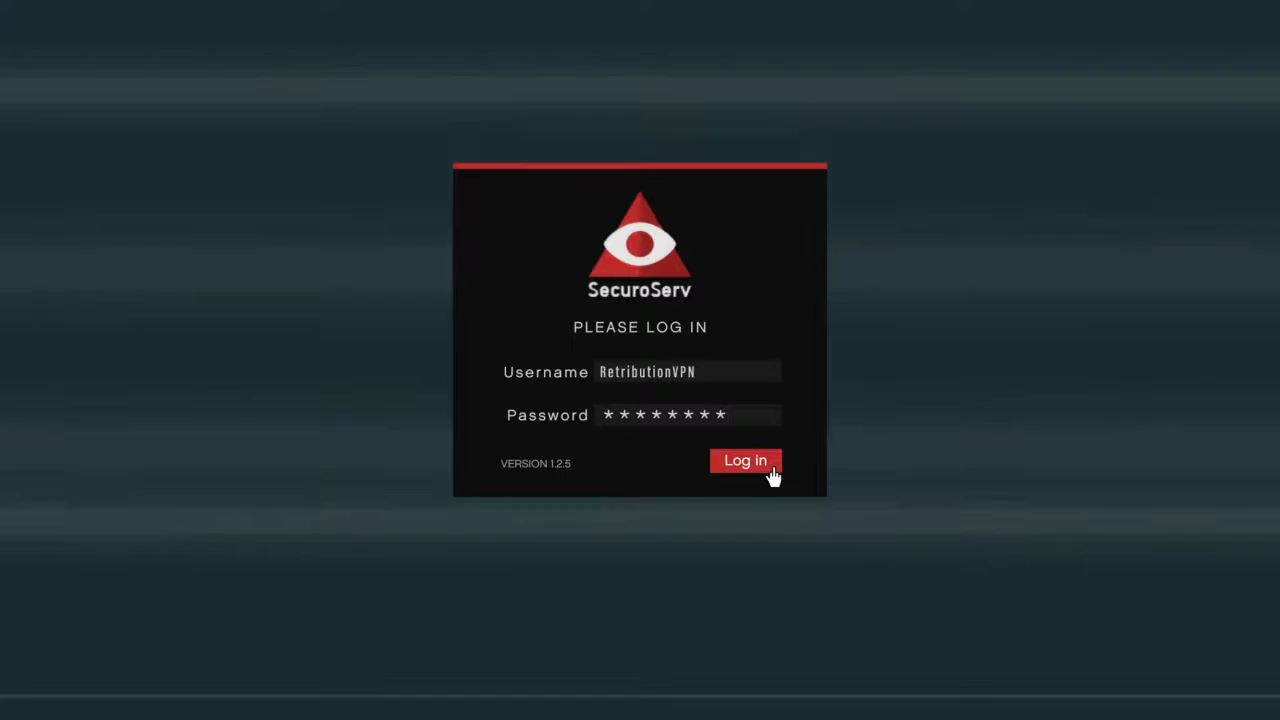 SecuroServ
PLEASE LOG IN
Username RetributionVPN
Password ********
VERSION 1.2.5 Log in